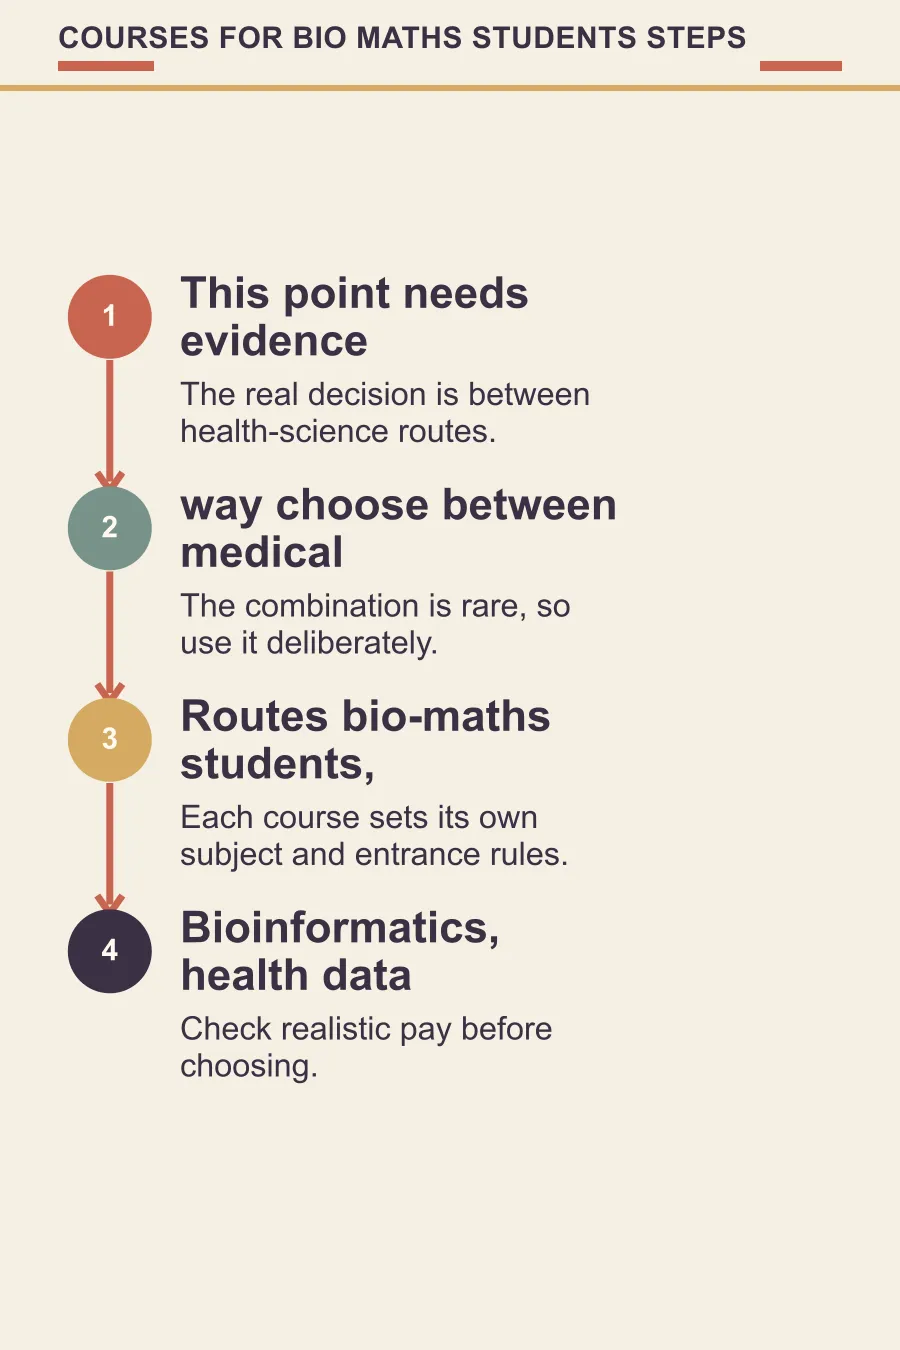 COURSES FOR BIO MATHS STUDENTS STEPS
1
This point needs
evidence
The real decision is between
health-science routes.
2
way choose between
medical
The combination is rare, so
use it deliberately.
3
Routes bio-maths
students,
Each course sets its own
subject and entrance rules.
4
Bioinformatics,
health data
Check realistic pay before
choosing.